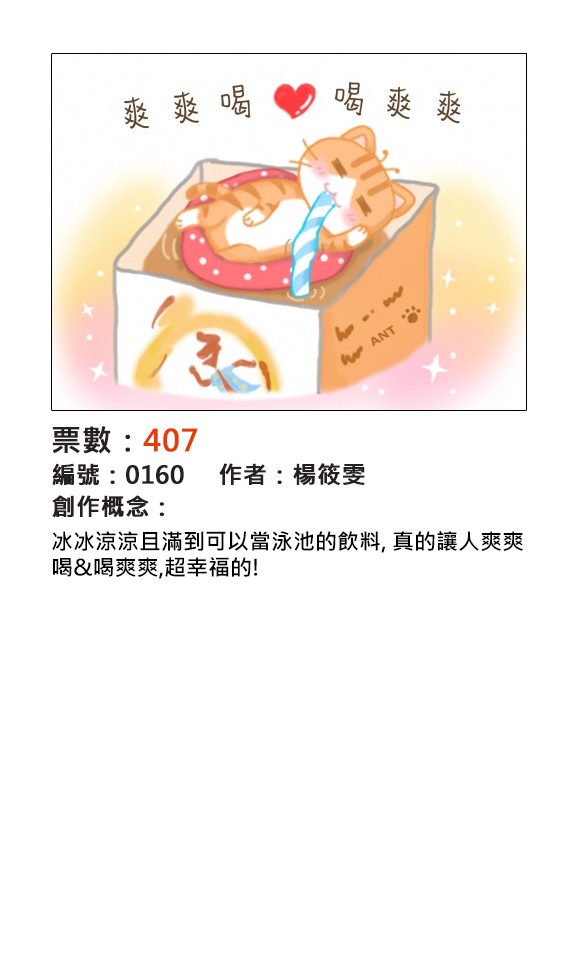 爽爽喝❤喝爽爽
ANT
票數：407
編號：0160 作者：楊筱雯
創作概念：
冰冰涼涼且滿到可以當泳池的飲料, 真的讓人爽爽
喝&喝爽爽,超幸福的!